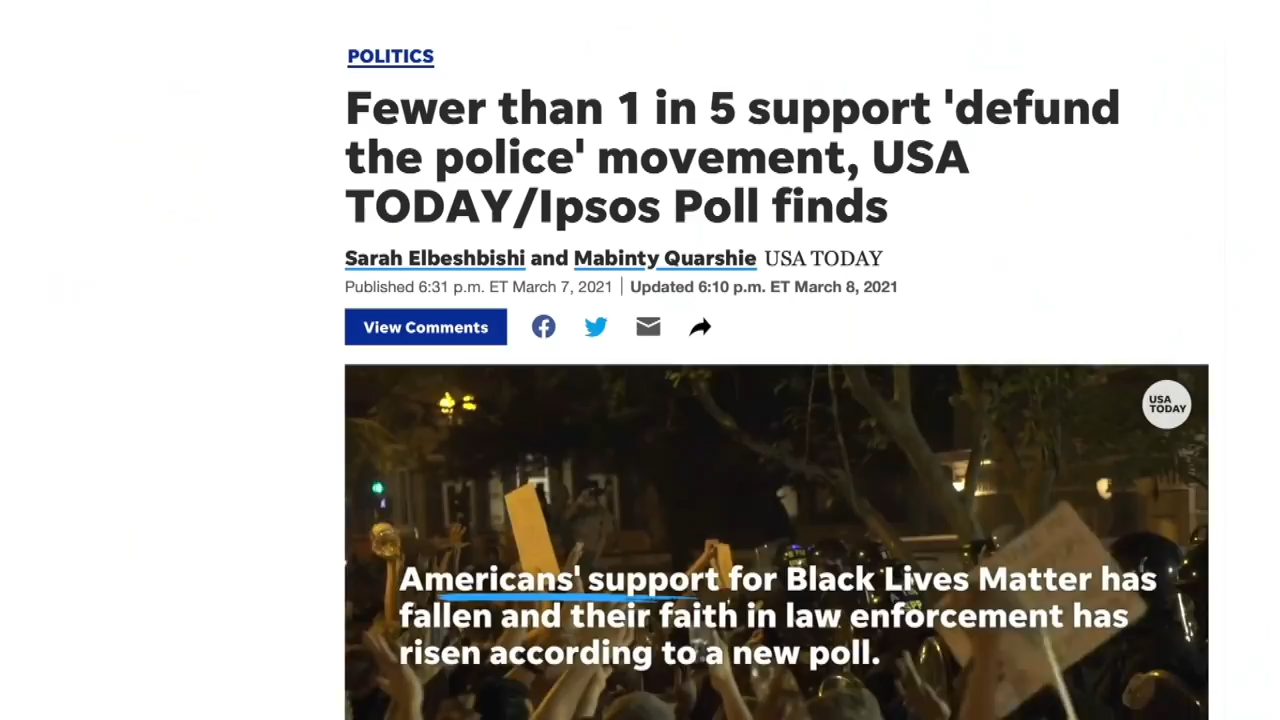 POLITICS
Fewer than 1 in 5 support 'defund
the police' movement, USA
TODAY/Ipsos Poll finds
Sarah Elbeshbishi and Mabinty Quarshie USA TODAY
Published 6:31 p.m. ET March 7, 2021 | Updated 6:10 p.m. ET March 8, 2021
View Comments
USA
TODAY
Americans' support for Black Lives Matter has
fallen and their faith in law enforcement has
risen according to a new poll.